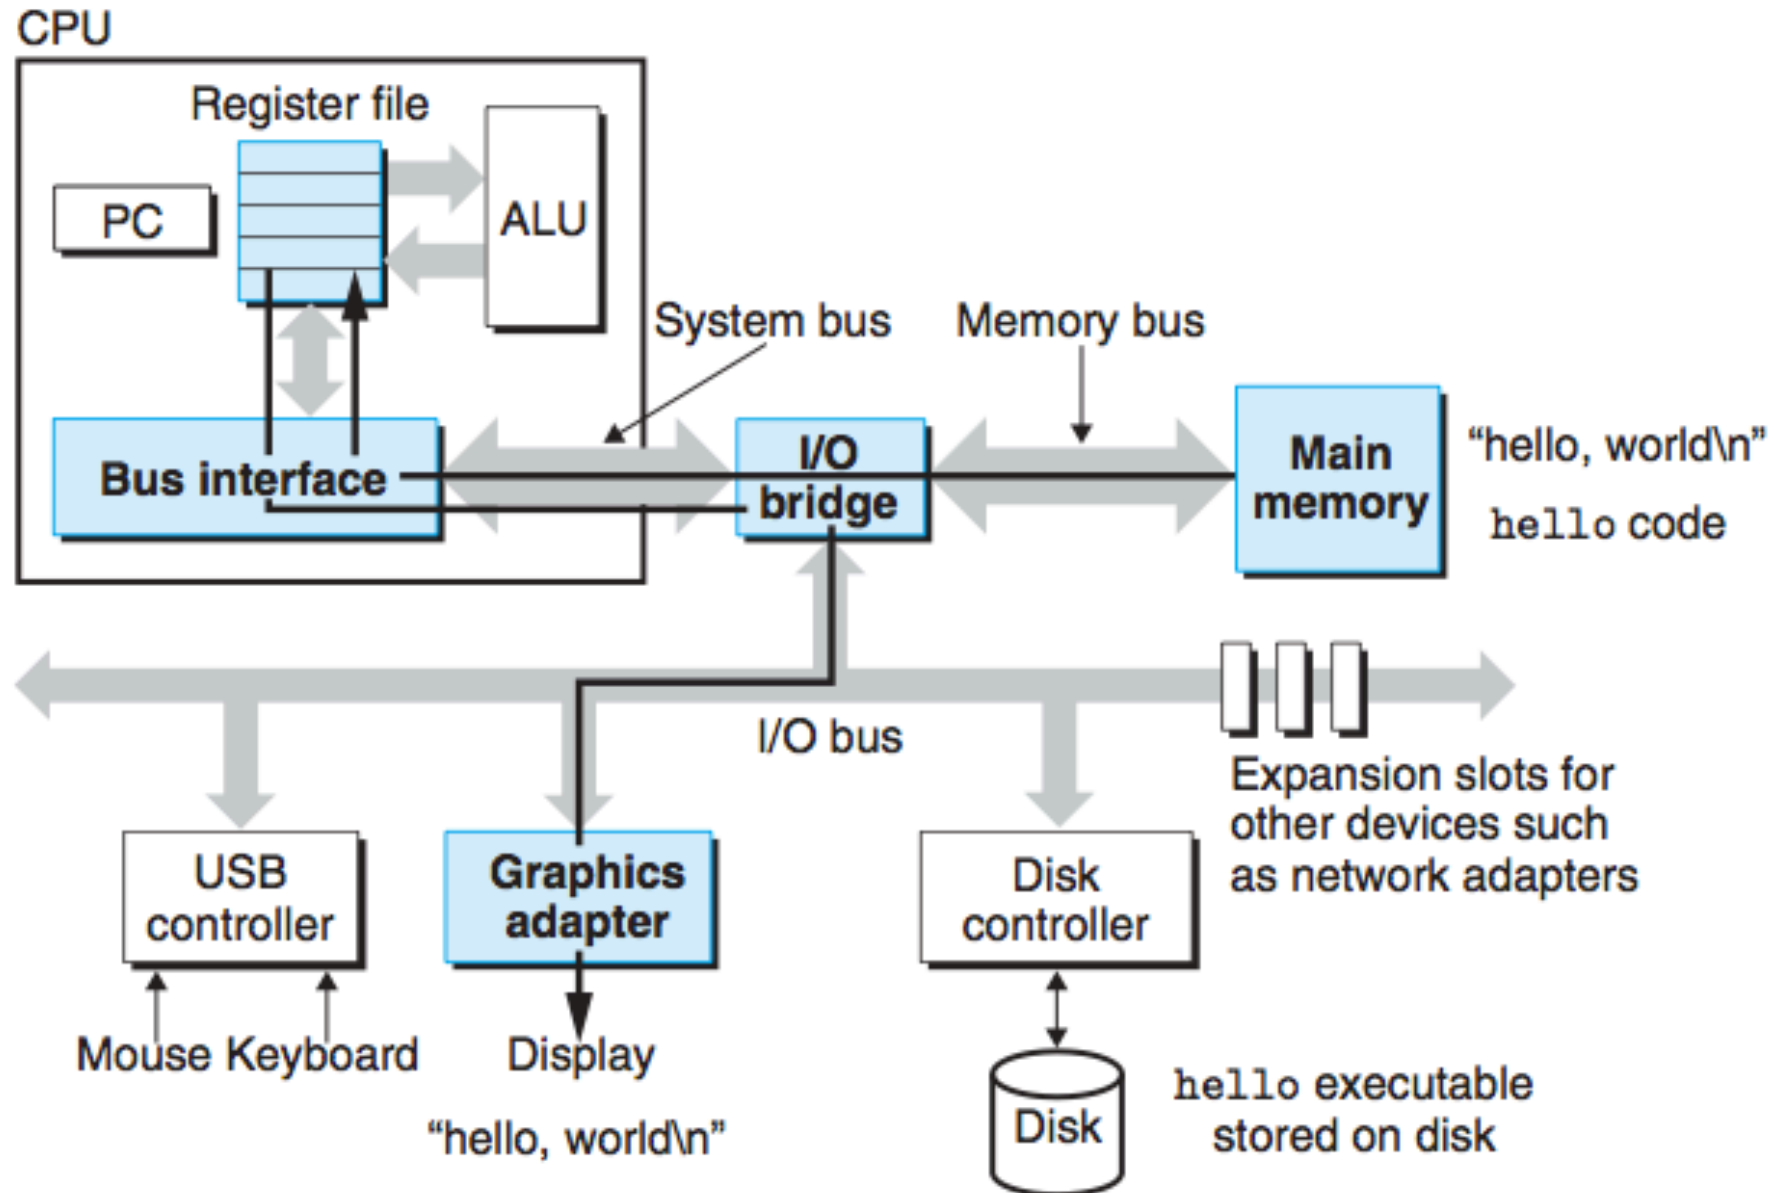 CPU
Register file
PC
ALU
System bus
Memory bus
Bus interface
I/O
bridge
Main
memory
“hello, world\n”
hello code
I/O bus
Expansion slots for
other devices such
as network adapters
USB
controller
Graphics
adapter
Disk
controller
Mouse Keyboard
Display
“hello, world\n”
Disk
hello executable
stored on disk